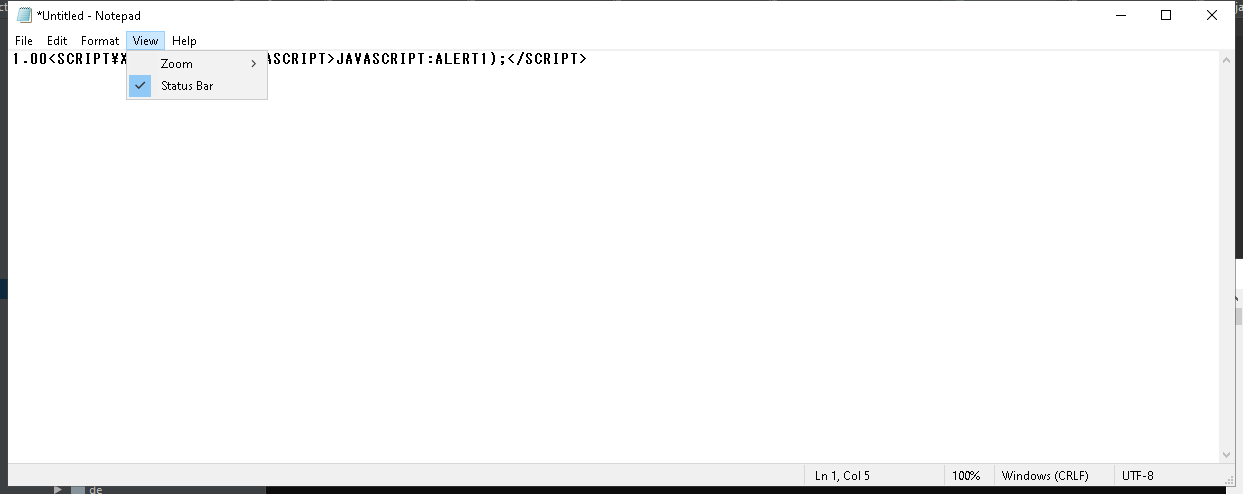 *Untitled - Notepad
File Edit Format View Help
1.00<SCRIPT¥X ASCRIPT>JAVASCRIPT:ALERT1);</SCRIPT>
Zoom
Status Bar
Ln 1, Col 5 100% Windows (CRLF) UTF-8
de